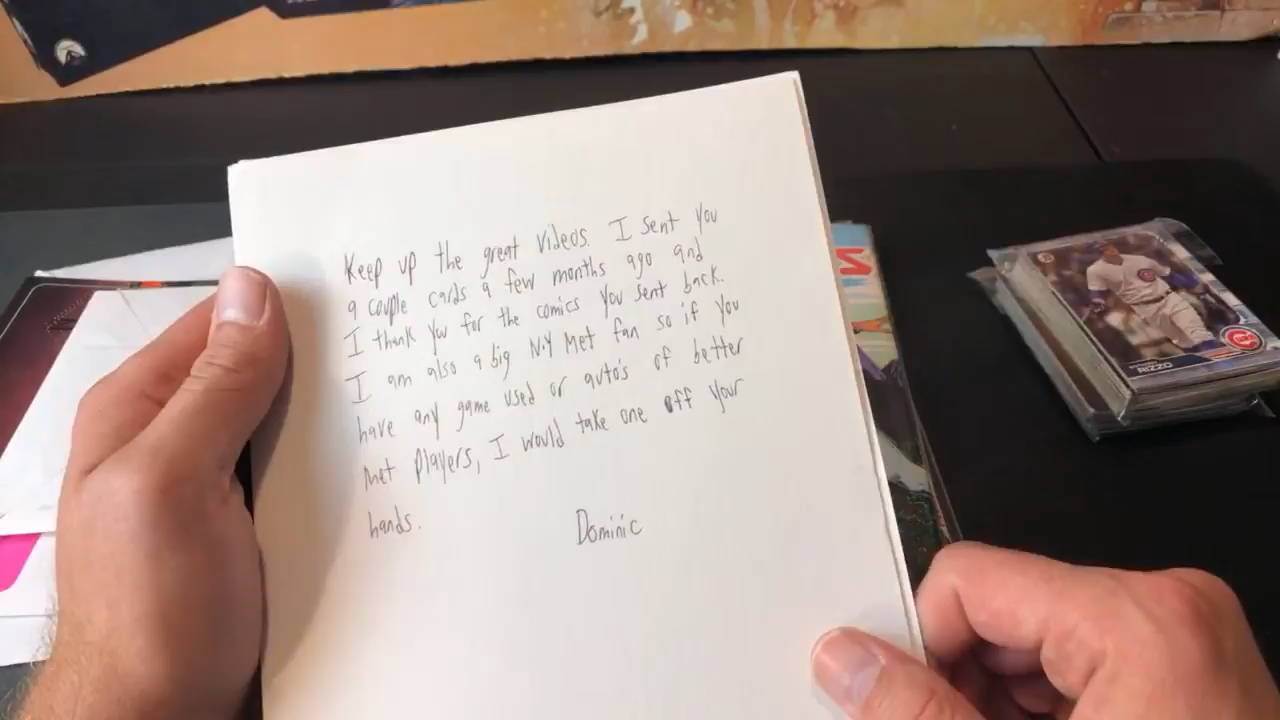 Keep up the great videos. I sent you
a couple cards a few months ago and
I thank you for the comics you sent back.
I am also a big N.Y Met fan so if you
have any game used or auto's of better
met players, I would take one off your
hands.
Dominic
RIZZO